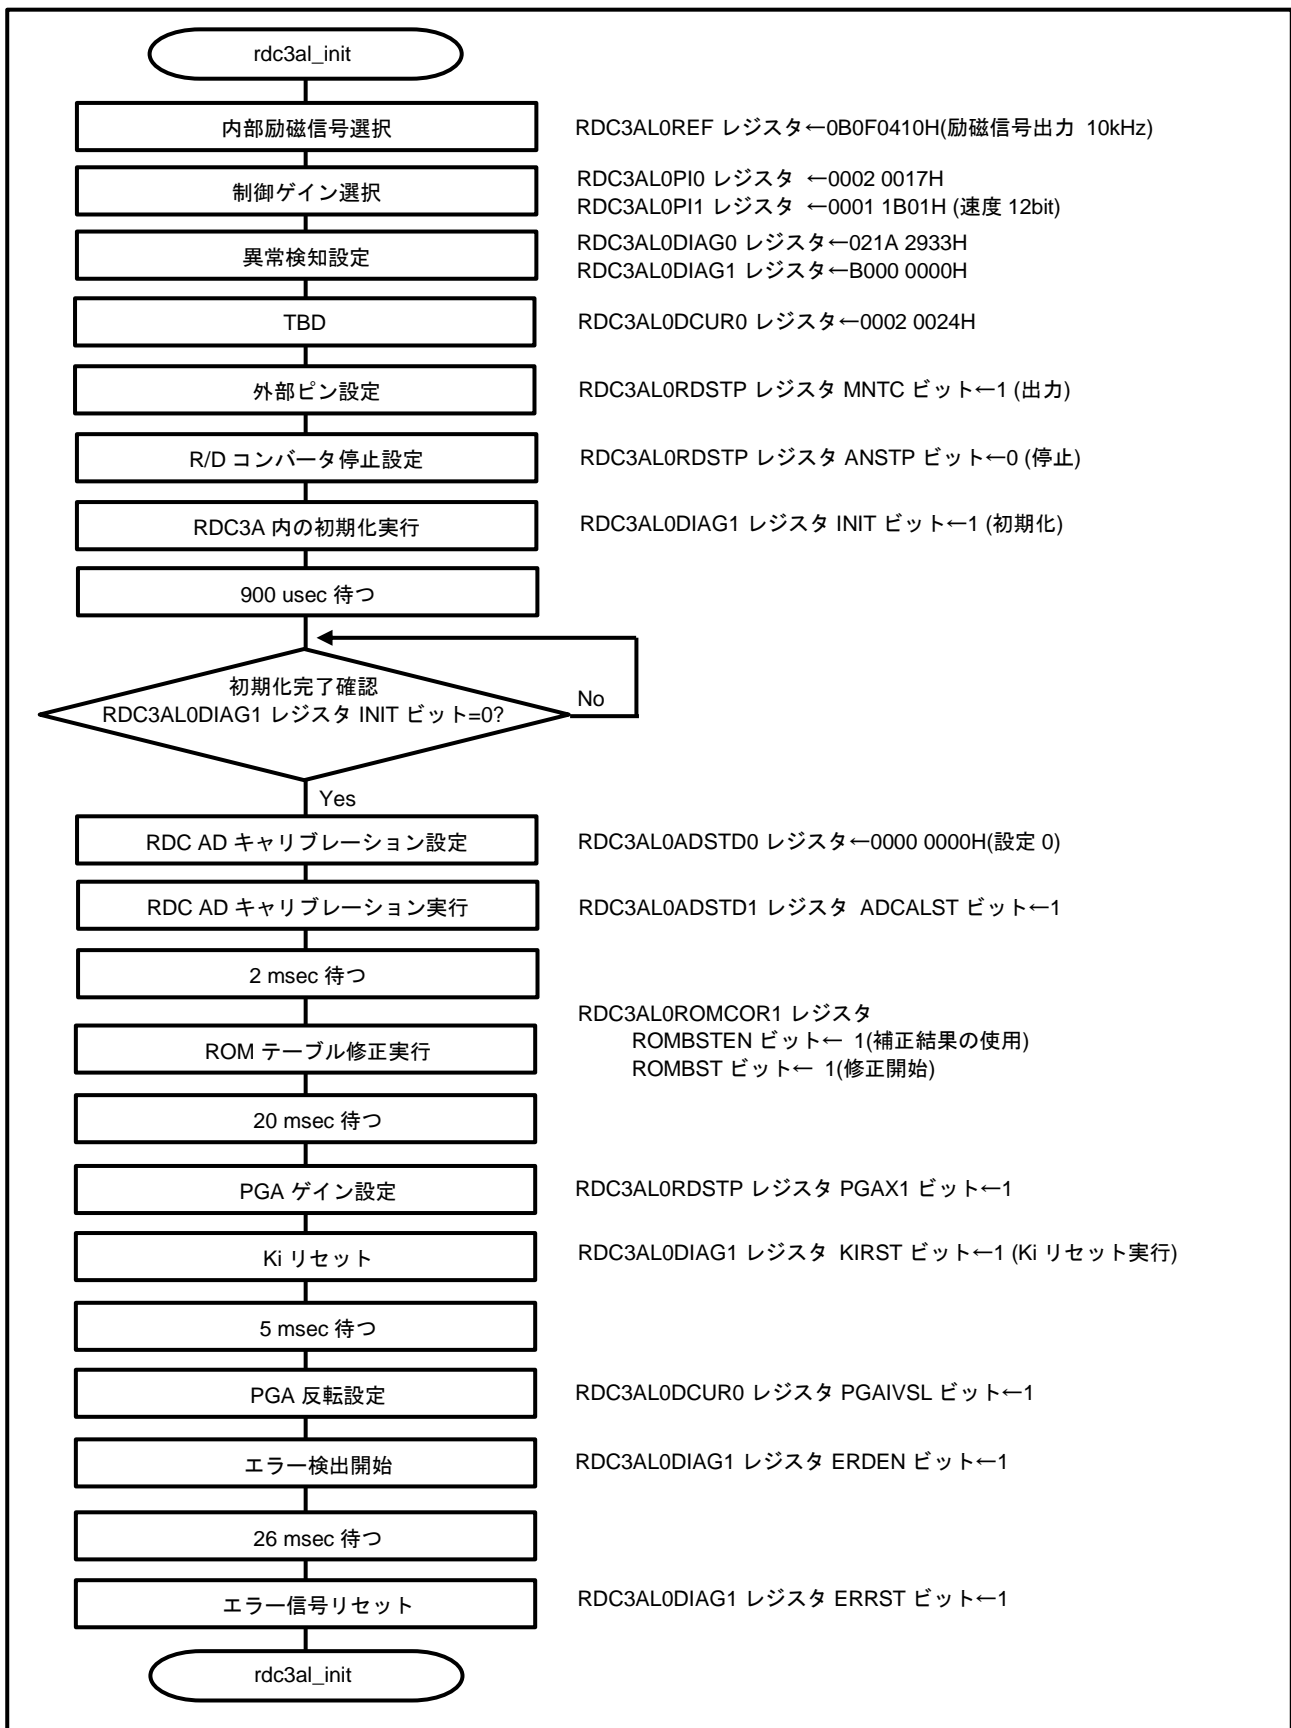 rdc3al_init
内部励磁信号選択
RDC3AL0REF レジスタ←0B0F0410H(励磁信号出力 10kHz)
制御ゲイン選択
RDC3AL0PI0 レジスタ ←0002 0017H
RDC3AL0PI1 レジスタ ←0001 1B01H (速度 12bit)
異常検知設定
RDC3AL0DIAG0 レジスタ←021A 2933H
RDC3AL0DIAG1 レジスタ←B000 0000H
TBD
RDC3AL0DCUR0 レジスタ←0002 0024H
外部ピン設定
RDC3AL0RDSTP レジスタ MNTC ビット←1 (出力)
R/D コンバータ停止設定
RDC3AL0RDSTP レジスタ ANSTP ビット←0 (停止)
RDC3A 内の初期化実行
RDC3AL0DIAG1 レジスタ INIT ビット←1 (初期化)
900 usec 待つ
初期化完了確認
RDC3AL0DIAG1 レジスタ INIT ビット=0?
No
Yes
RDC AD キャリブレーション設定
RDC3AL0ADSTD0 レジスタ←0000 0000H(設定 0)
RDC AD キャリブレーション実行
RDC3AL0ADSTD1 レジスタ ADCALST ビット←1
2 msec 待つ
ROM テーブル修正実行
RDC3AL0ROMCOR1 レジスタ
ROMBSTEN ビット← 1(補正結果の使用)
ROMBST ビット← 1(修正開始)
20 msec 待つ
PGA ゲイン設定
RDC3AL0RDSTP レジスタ PGAX1 ビット←1
Ki リセット
RDC3AL0DIAG1 レジスタ KIRST ビット←1 (Ki リセット実行)
5 msec 待つ
PGA 反転設定
RDC3AL0DCUR0 レジスタ PGAIVSL ビット←1
エラー検出開始
RDC3AL0DIAG1 レジスタ ERDEN ビット←1
26 msec 待つ
エラー信号リセット
RDC3AL0DIAG1 レジスタ ERRST ビット←1
rdc3al_init